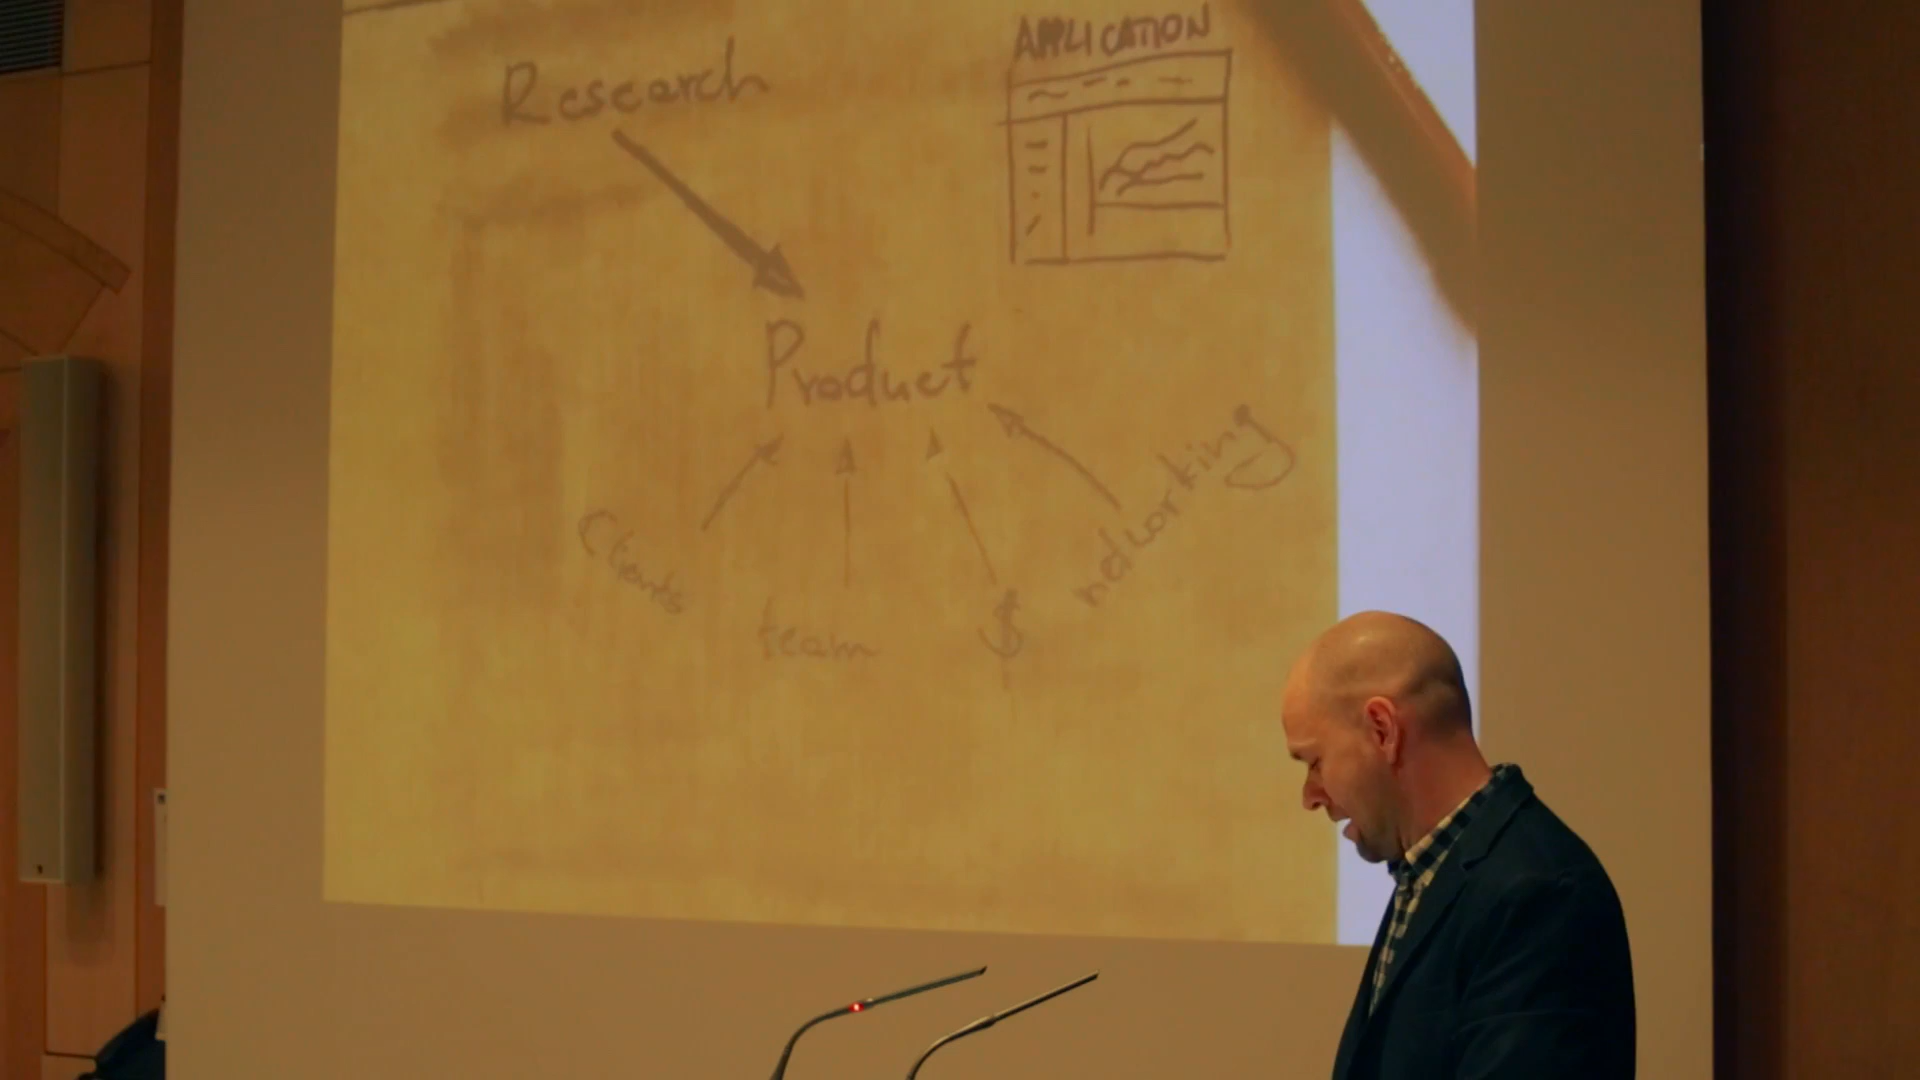 APPLICATION
Research
Product
Clients
team
$
networking